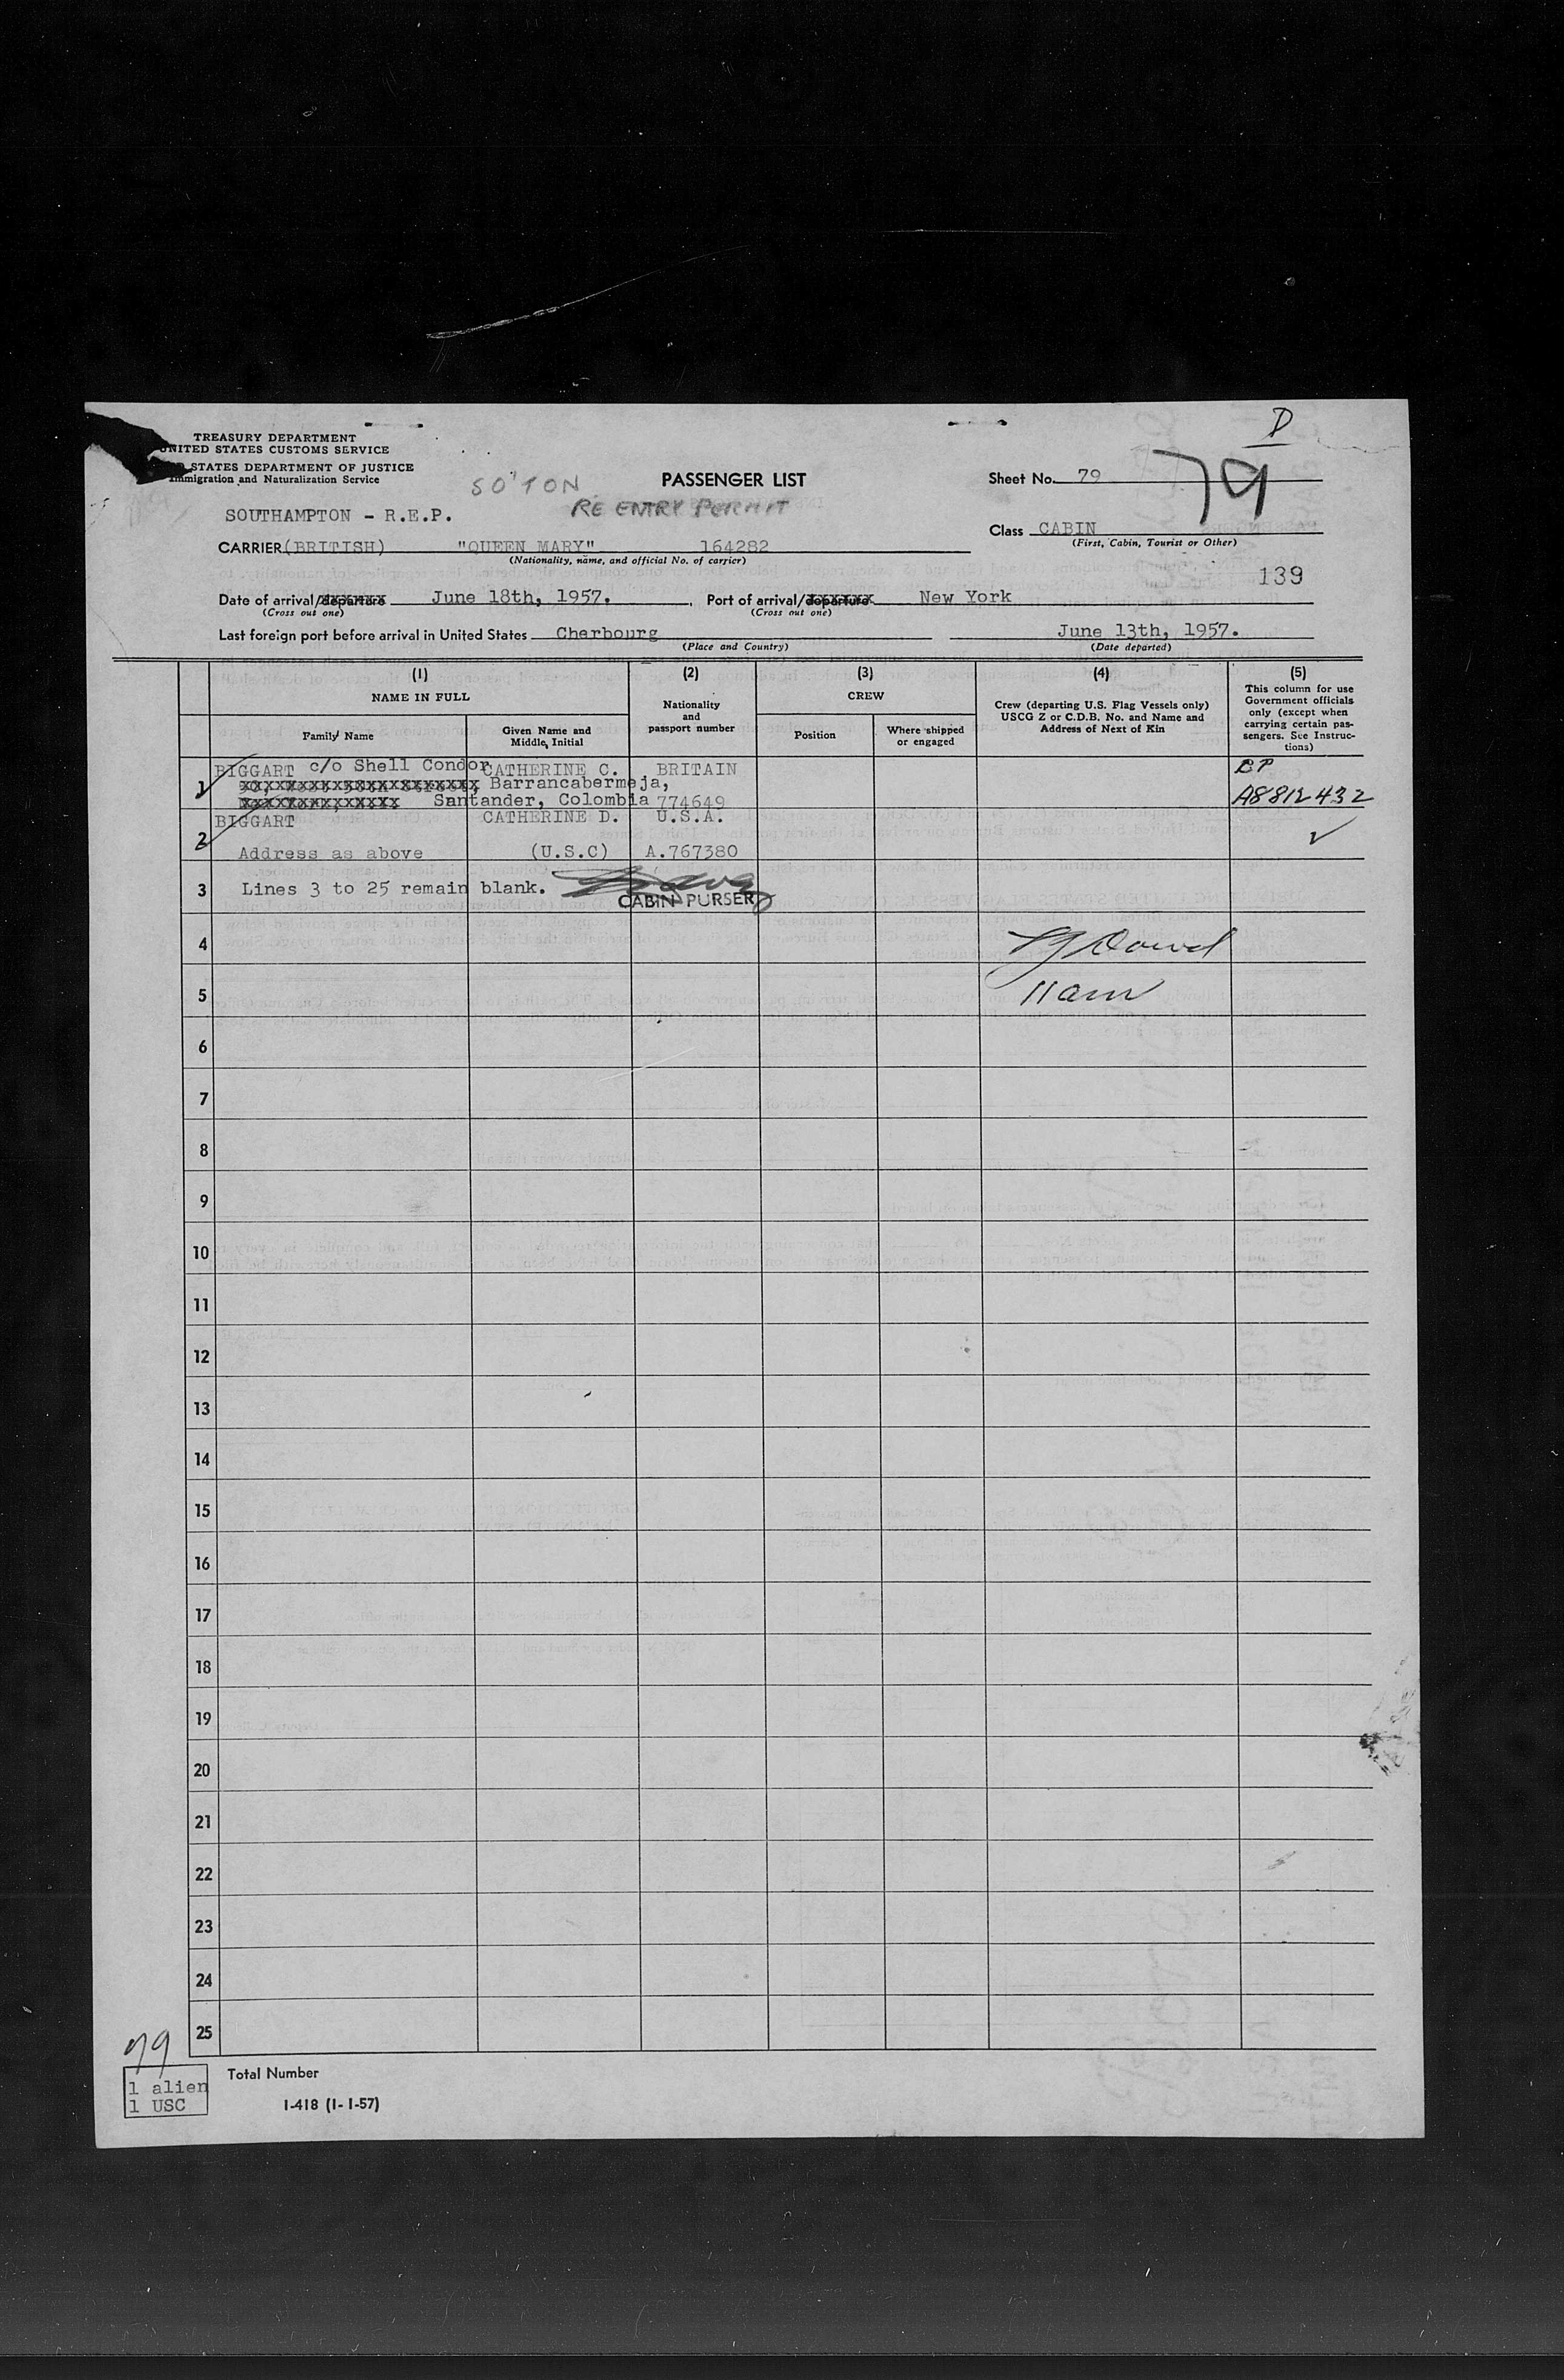 D
TREASURY DEPARTMENT
UNITED STATES CUSTOMS SERVICE
STATES DEPARTMENT OF JUSTICE
Immigration and Naturalization Service
SO'TON
PASSENGER LIST
Sheet No. 79
79
RE ENTRY PERMIT
SOUTHAMPTON - R.E.P.
Class CABIN
(First, Cabin, Tourist or Other)
CARRIER (BRITISH) "QUEEN MARY" 164282
(Nationality, name, and official No. of carrier)
139
Date of arrival/departure June 18th, 1957. Port of arrival/departure New York
(Cross out one) (Cross out one)
Last foreign port before arrival in United States Cherbourg June 13th, 1957.
(Place and Country) (Date departed)
(1) (2) (3) (4) (5)
NAME IN FULL
Family Name
Given Name and
Middle Initial
Nationality
and
passport number
CREW
Position
Where shipped
or engaged
Crew (departing U.S. Flag Vessels only)
USCG Z or C.D.B. No. and Name and
Address of Next of Kin
This column for use
Government officials
only (except when
carrying certain pas-
sengers. See Instruc-
tions)
1 BIGGART c/o Shell Condor CATHERINE C. BRITAIN
Barrancabermeja,
Santander, Colombia 774649 A8812432
2 BIGGART CATHERINE D. U.S.A.
Address as above (U.S.C) A.767380
3 Lines 3 to 25 remain blank.
CABIN PURSER
4
5 11am
6
7
8
9
10
11
12
13
14
15
16
17
18
19
20
21
22
23
24
25
79
1 alien
1 USC
Total Number
I-418 (1-1-57)